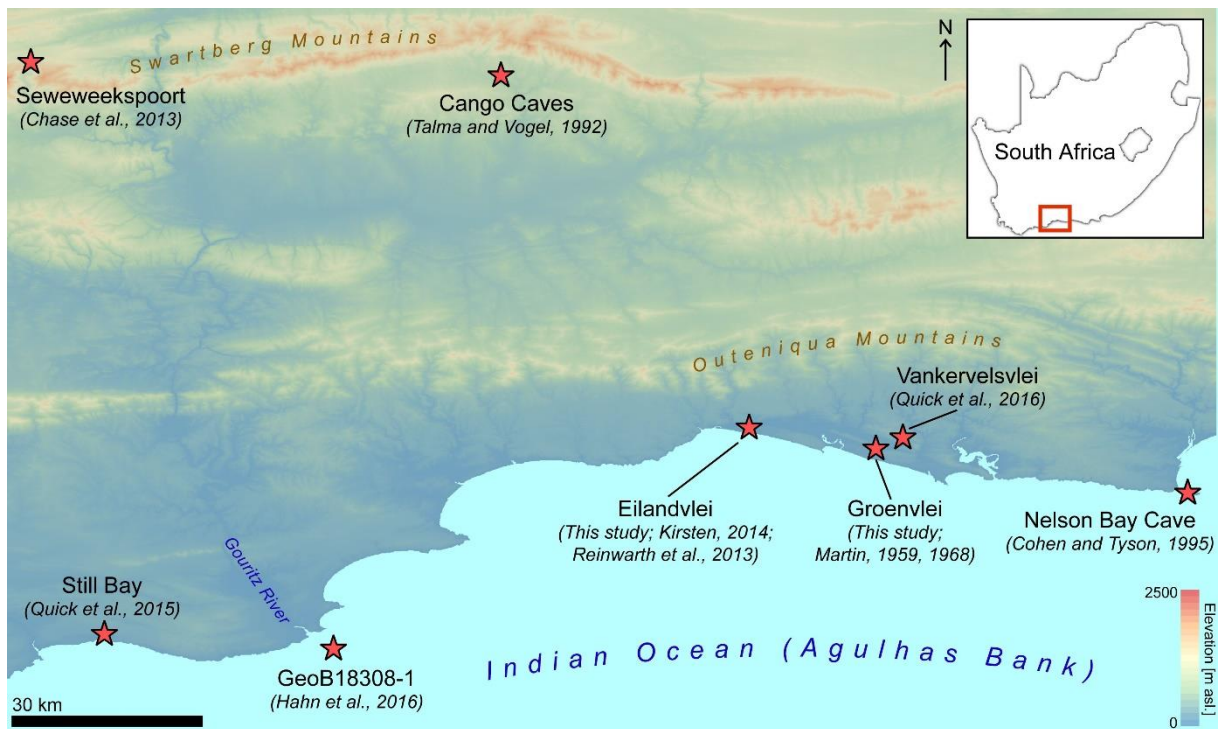 Swartberg Mountains
N
Seweweekspoort
(Chase et al., 2013)
Cango Caves
(Talma and Vogel, 1992)
South Africa
Outeniqua Mountains
Vankervelsvlei
(Quick et al., 2016)
Eilandvlei
(This study; Kirsten, 2014;
Reinwarth et al., 2013)
Groenvlei
(This study;
Martin, 1959, 1968)
Nelson Bay Cave
(Cohen and Tyson, 1995)
Gouritz River
Still Bay
(Quick et al., 2015)
GeoB18308-1
(Hahn et al., 2016)
Indian Ocean (Agulhas Bank)
30 km
2500
Elevation [m asl.]
0